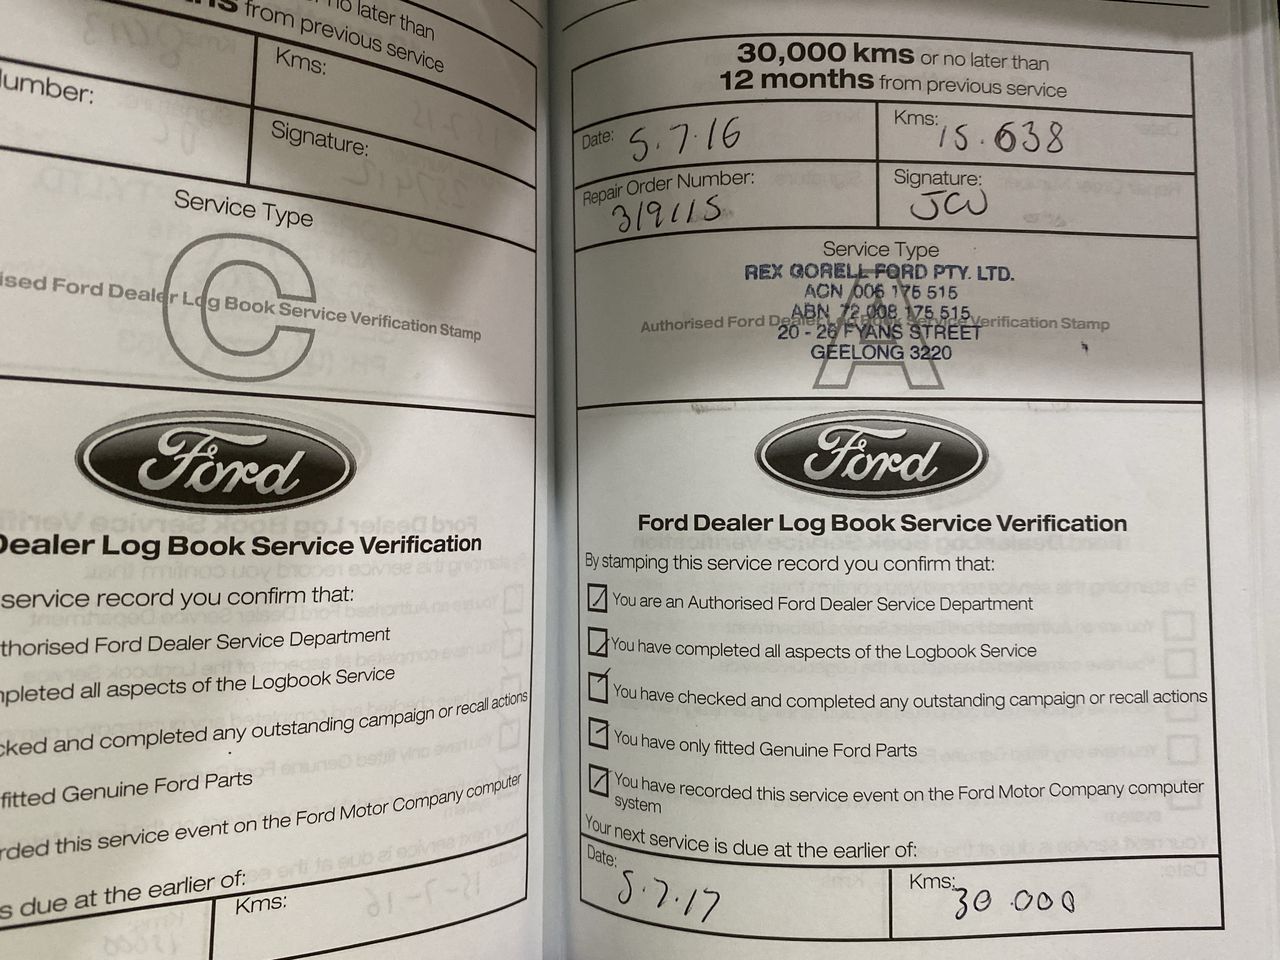 no later than
from previous service
umber:
Kms:
Signature:
Service Type
C
ised Ford Dealer Log Book Service Verification Stamp
Ford
Dealer Log Book Service Verification
service record you confirm that:
thorised Ford Dealer Service Department
mpleted all aspects of the Logbook Service
cked and completed any outstanding campaign or recall actions
fitted Genuine Ford Parts
rded this service event on the Ford Motor Company computer
s due at the earlier of:
Kms:
30,000 kms or no later than
12 months from previous service
Date: 5.7.16
Kms: 15.638
Repair Order Number: 319115
Signature: JW
Service Type
A
REX GORELL FORD PTY. LTD.
ACN 006 175 515
ABN 72 008 175 515
Authorised Ford Dealer Log Book Service Verification Stamp
20 - 26 FYANS STREET
GEELONG 3220
Ford
Ford Dealer Log Book Service Verification
By stamping this service record you confirm that:
You are an Authorised Ford Dealer Service Department
You have completed all aspects of the Logbook Service
You have checked and completed any outstanding campaign or recall actions
You have only fitted Genuine Ford Parts
You have recorded this service event on the Ford Motor Company computer
system
Your next service is due at the earlier of:
Date: 5.7.17
Kms: 30.000